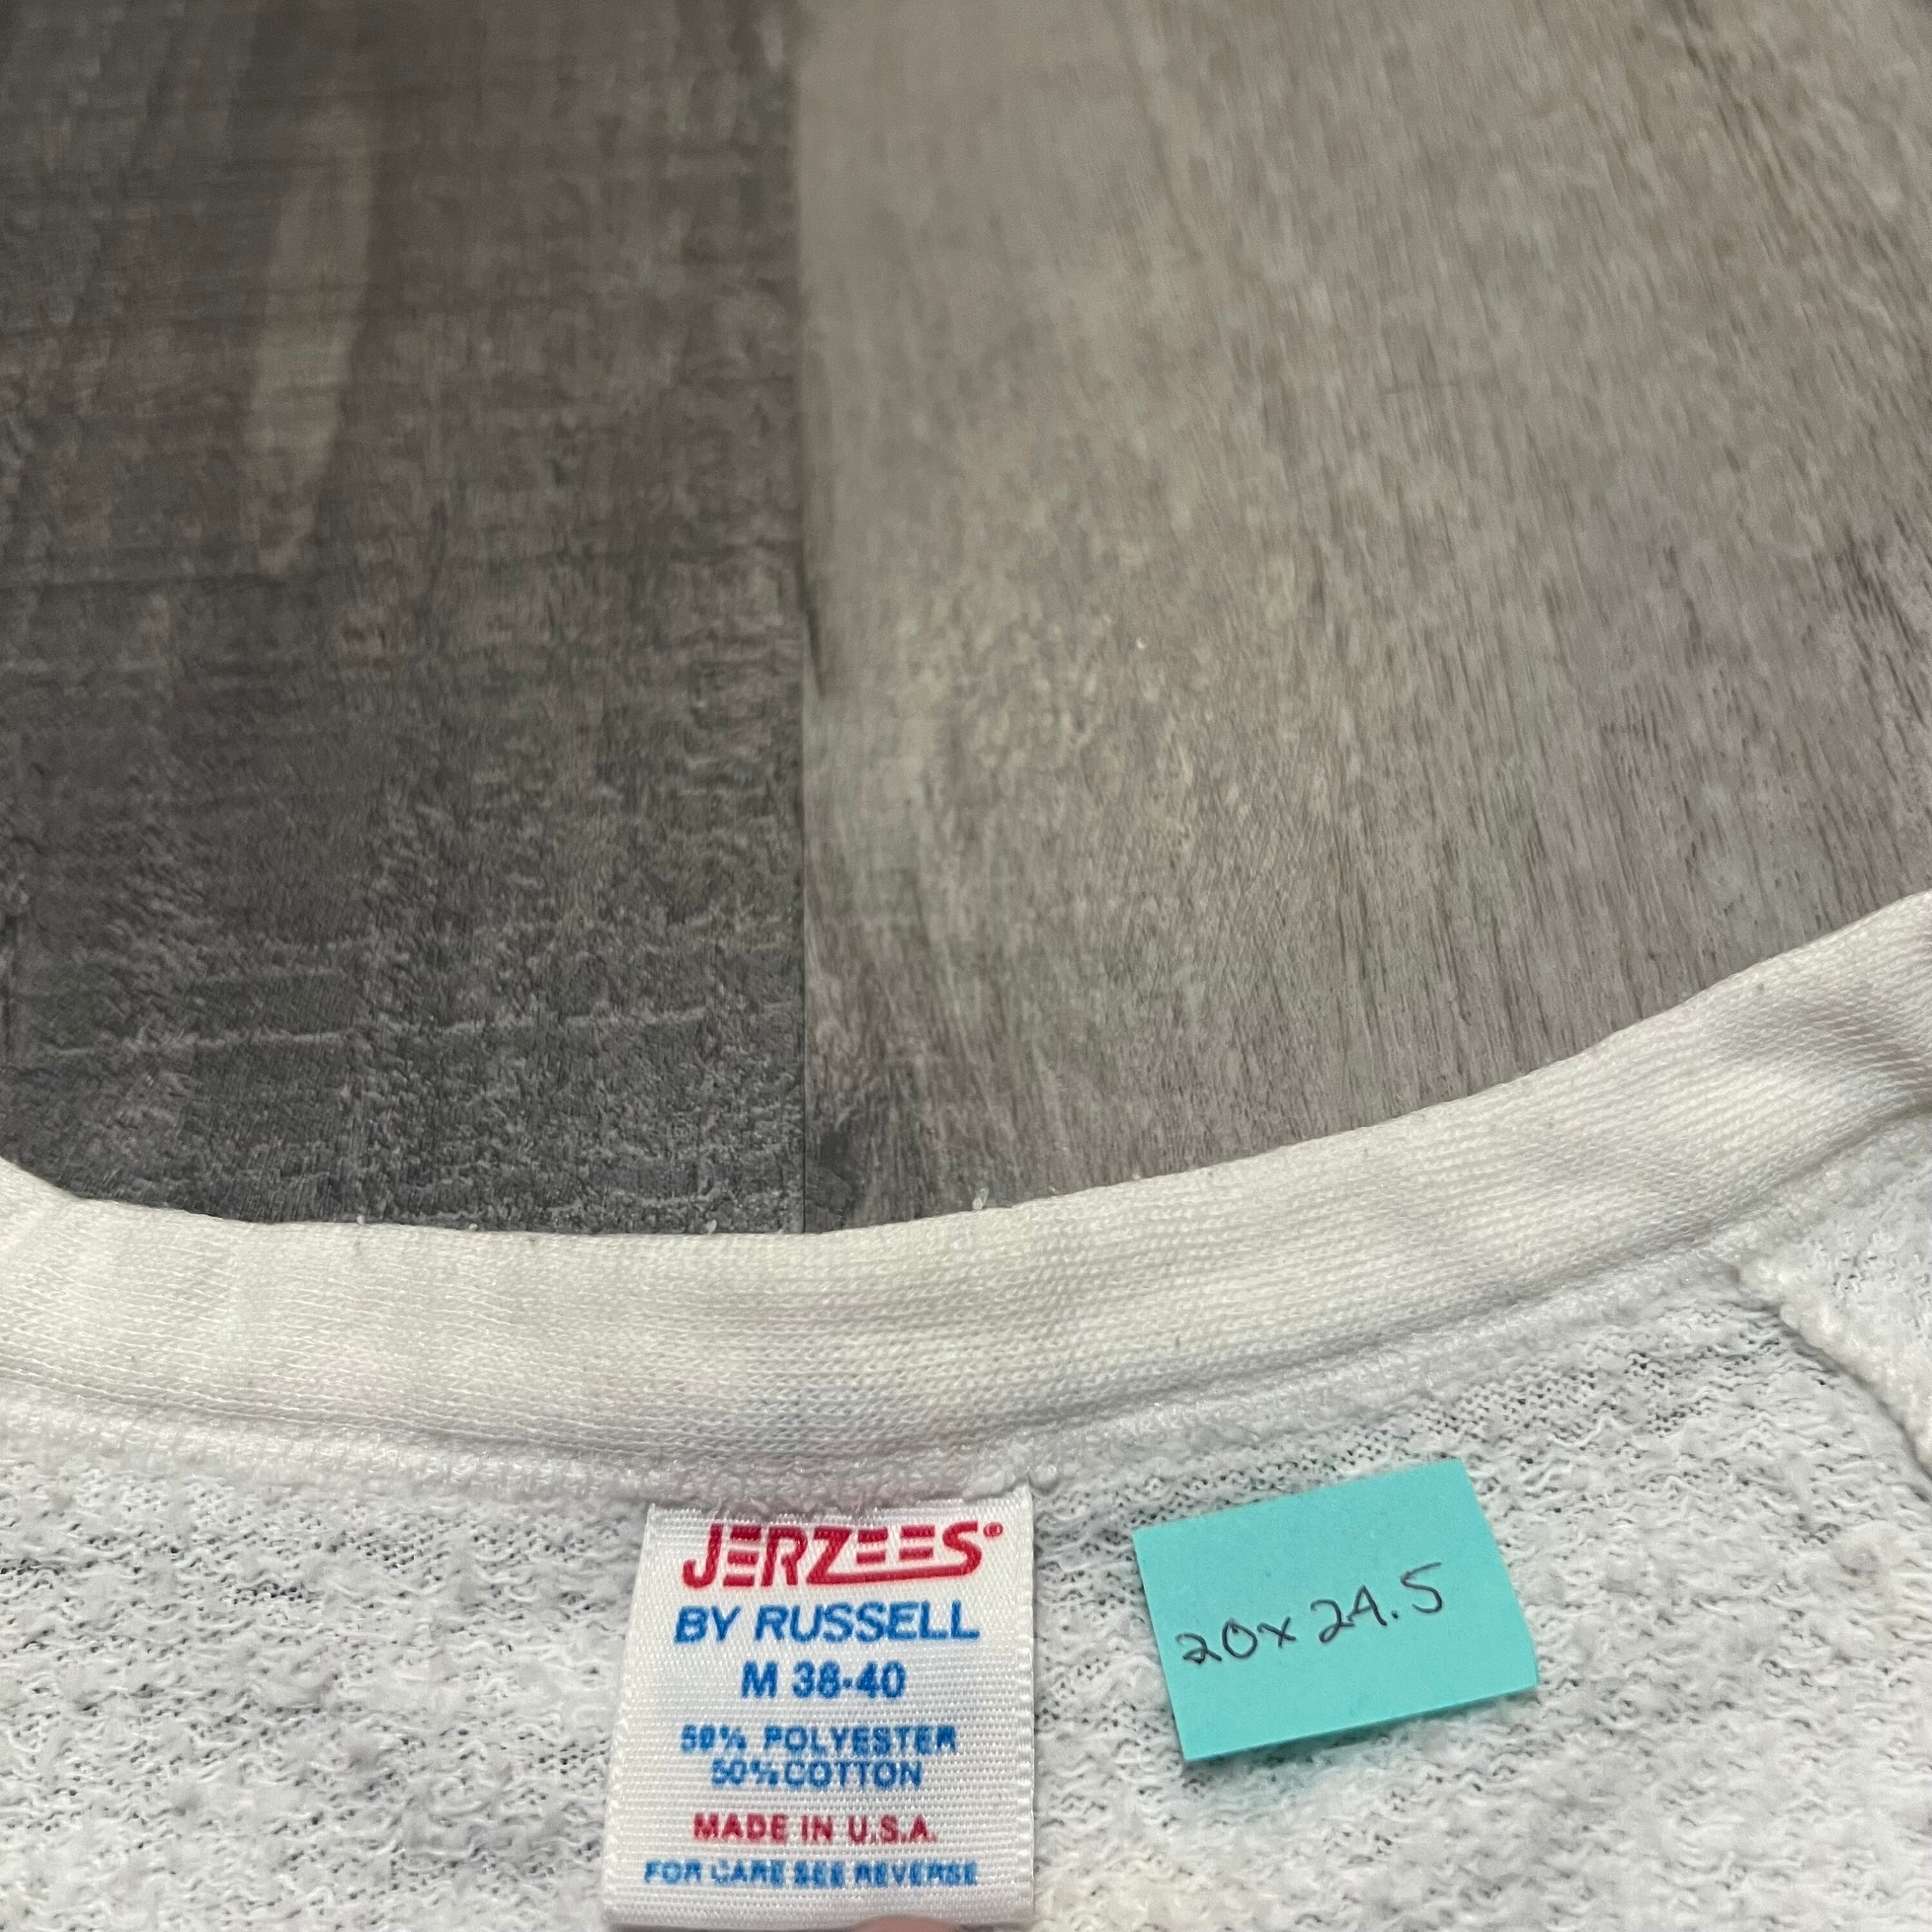 JERZEES®
BY RUSSELL
M 38-40
50% POLYESTER
50% COTTON
MADE IN U.S.A.
FOR CARE SEE REVERSE
20x24.5